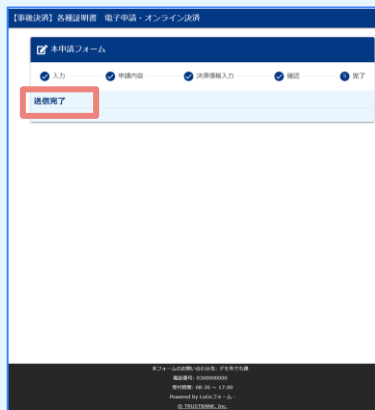 【事後決済】各種証明書 電子申請・オンライン決済
本申請フォーム
入力 申請内容 決済情報入力 確認 5 完了
送信完了
本フォームのお問い合わせ先: デモ市でも課
電話番号: 0300000000
受付時間: 08:30 ～ 17:00
Powered by LoGoフォーム -
© TRUSTBANK, Inc.